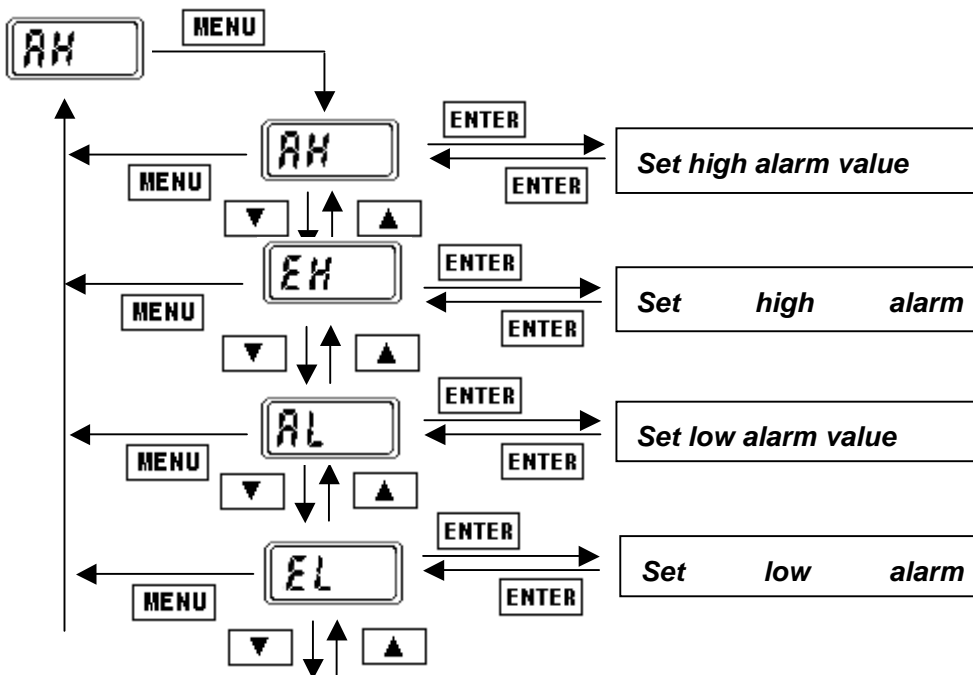 AH
MENU
AH
ENTER
ENTER
Set high alarm value
MENU
▼ ▲
EH
ENTER
ENTER
Set high alarm
MENU
▼ ▲
AL
ENTER
ENTER
Set low alarm value
MENU
▼ ▲
EL
ENTER
ENTER
Set low alarm
MENU
▼ ▲